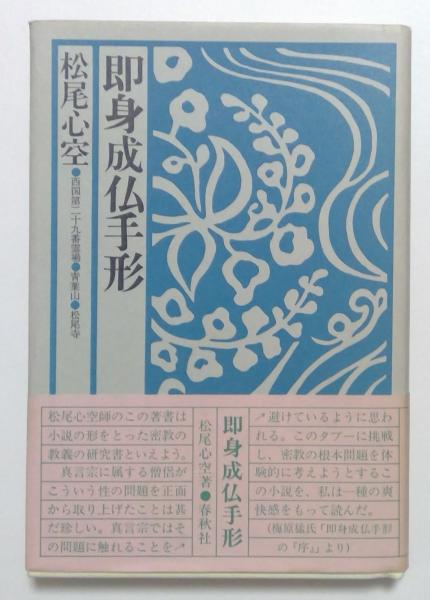 即身成仏手形
松尾心空●西国第二十九番霊場●青葉山●松尾寺
↗避けているように思わ
れる。このタブーに挑戦
し、密教の根本問題を体
験的に考えようとするこ
の小説を、私は一種の爽
快感をもって読んだ。
(梅原猛氏「即身成仏手形
の『序』」より)
即身成仏手形
松尾心空著●春秋社
松尾心空師のこの著書は
小説の形をとった密教の
教義の研究書といえよう。
真言宗に属する僧侶が
こういう性の問題を正面
から取り上げたことは甚
だ珍しい。真言宗ではそ
の問題に触れることを↗